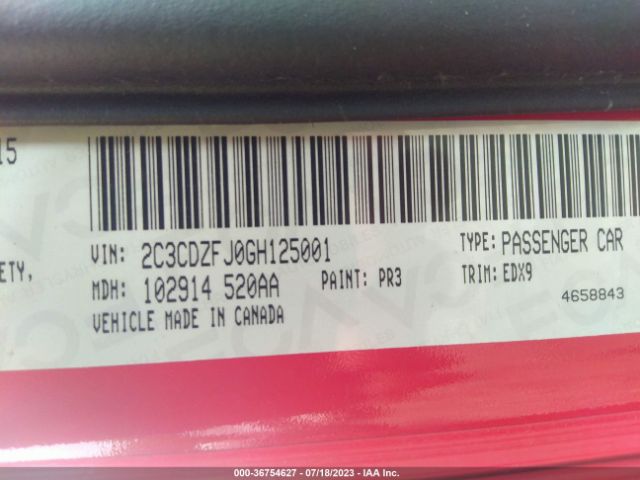 15
VIN: 2C3CDZFJ0GH125001 TYPE: PASSENGER CAR
ETY,
MDH: 102914 520AA PAINT: PR3 TRIM: EDX9
4658843
VEHICLE MADE IN CANADA
000-36754627 - 07/18/2023 - IAA Inc.